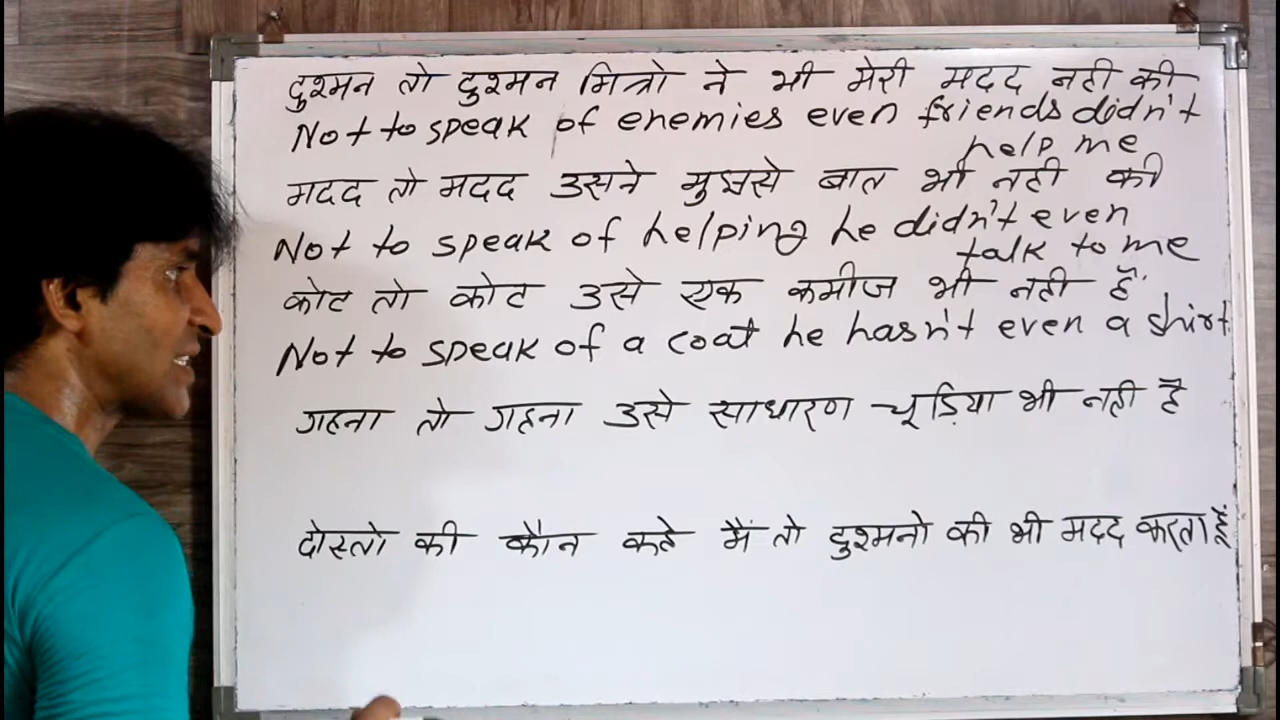 दुश्मन तो दुश्मन मित्रो ने भी मेरी मदद नही की
Not to speak of enemies even friends didn't
help me
मदद तो मदद उसने मुझसे बात भी नही की
Not to speak of helping he didn't even
talk to me
कोट तो कोट उसे एक कमीज भी नही हैं
Not to speak of a coat he hasn't even a shirt
गहना तो गहना उसे साधारण चूड़िया भी नही है
दोस्तो की कौन कहे मैं तो दुश्मनो की भी मदद करता हूँ